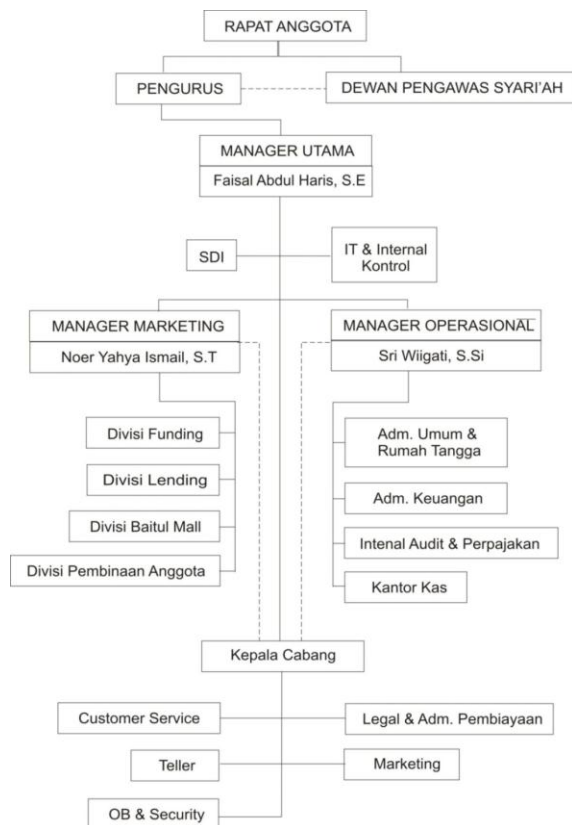 RAPAT ANGGOTA
PENGURUS
DEWAN PENGAWAS SYARI'AH
MANAGER UTAMA
Faisal Abdul Haris, S.E
SDI
IT & Internal
Kontrol
MANAGER MARKETING
Noer Yahya Ismail, S.T
MANAGER OPERASIONAL
Sri Wiigati, S.Si
Divisi Funding
Divisi Lending
Divisi Baitul Mall
Divisi Pembinaan Anggota
Adm. Umum &
Rumah Tangga
Adm. Keuangan
Intenal Audit & Perpajakan
Kantor Kas
Kepala Cabang
Customer Service
Legal & Adm. Pembiayaan
Teller
Marketing
OB & Security